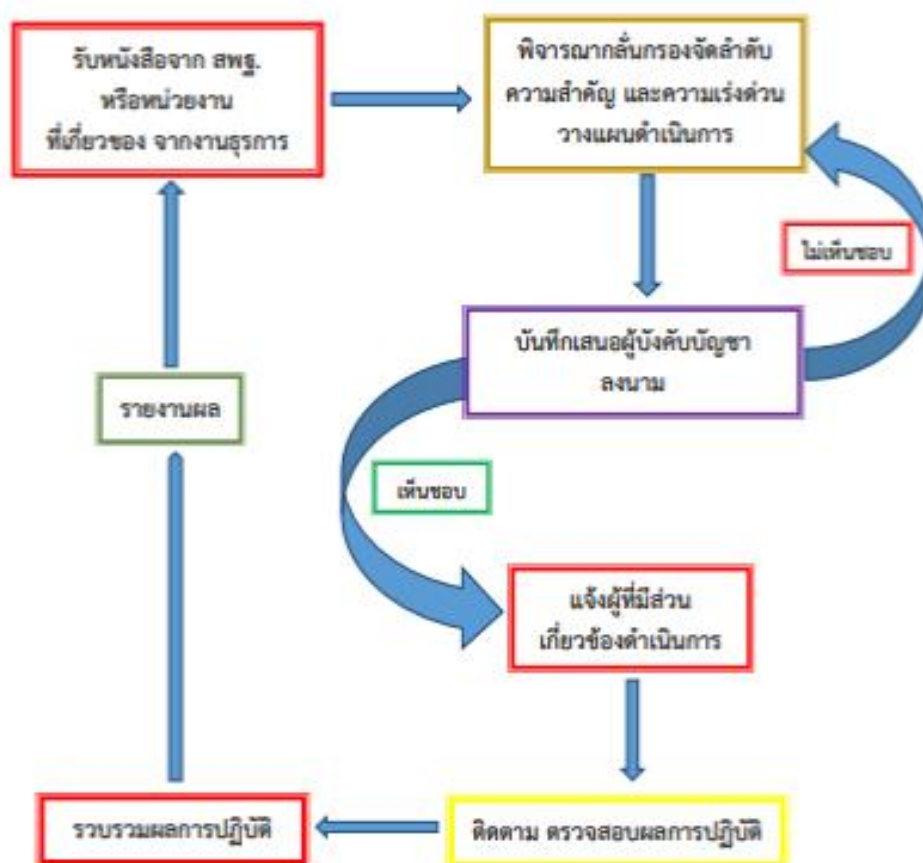 รับหนังสือจาก สพฐ.
หรือหน่วยงาน
ที่เกี่ยวของ จากงานธุรการ
พิจารณากลั่นกรองจัดลำดับ
ความสำคัญ และความเร่งด่วน
วางแผนดำเนินการ
ไม่เห็นชอบ
บันทึกเสนอผู้บังคับบัญชา
ลงนาม
เห็นชอบ
แจ้งผู้ที่มีส่วน
เกี่ยวข้องดำเนินการ
ติดตาม ตรวจสอบผลการปฏิบัติ
รวบรวมผลการปฏิบัติ
รายงานผล